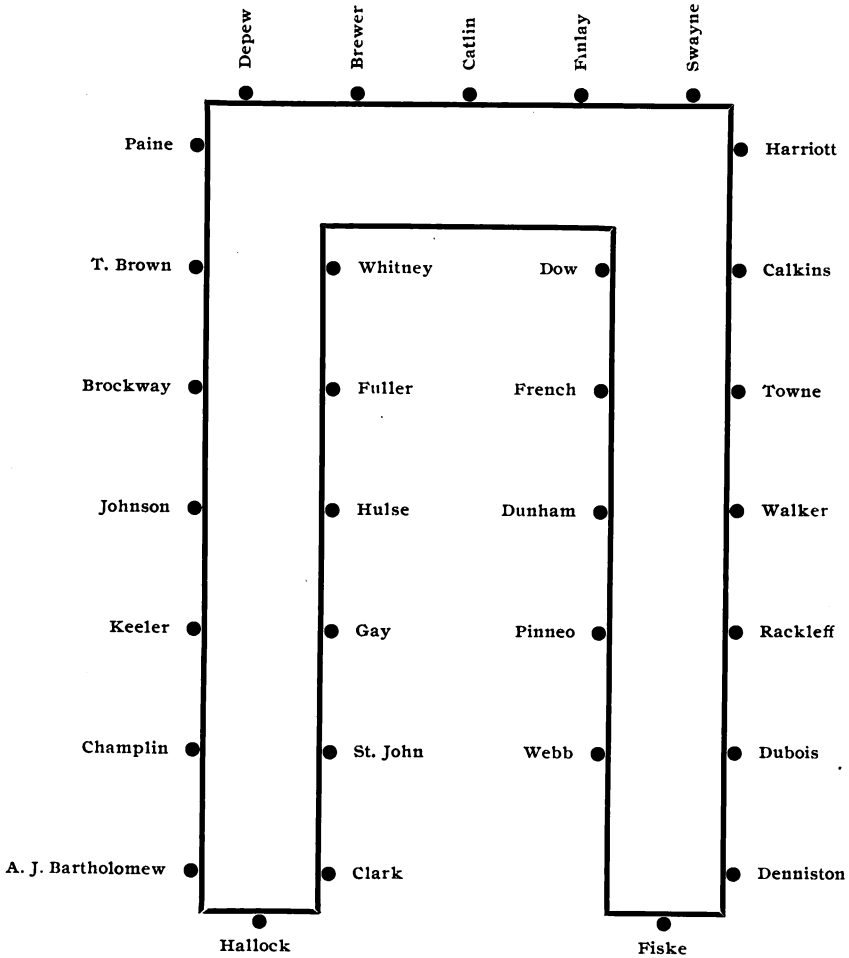 Depew
Brewer
Catlin
Finlay
Swayne
Paine
Harriott
T. Brown
Whitney
Dow
Calkins
Brockway
Fuller
French
Towne
Johnson
Hulse
Dunham
Walker
Keeler
Gay
Pinneo
Rackleff
Champlin
St. John
Webb
Dubois
A. J. Bartholomew
Clark
Denniston
Hallock
Fiske